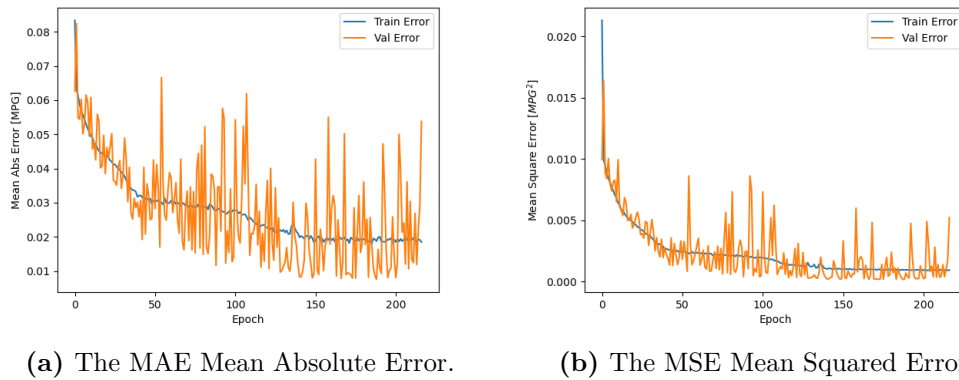 Train Error
Val Error
Mean Abs Error [MPG]
0.08
0.07
0.06
0.05
0.04
0.03
0.02
0.01
0
50
100
150
200
Epoch
(a) The MAE Mean Absolute Error.
Train Error
Val Error
Mean Square Error [MPG²]
0.020
0.015
0.010
0.005
0.000
0
50
100
150
200
Epoch
(b) The MSE Mean Squared Error